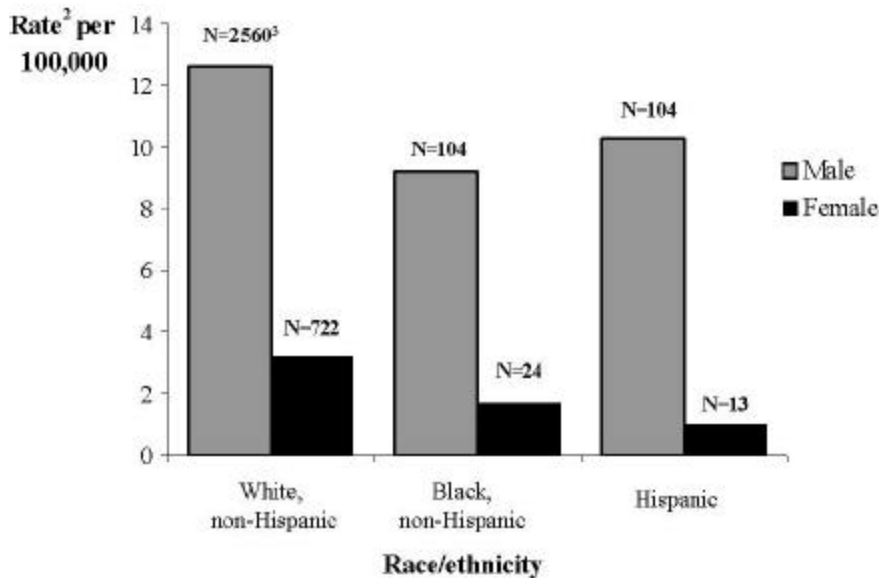 Rate² per
100,000
14
12
10
8
6
4
2
0
N=2560³
N=722
N=104
N=24
N=104
N=13
Male
Female
White,
non-Hispanic
Black,
non-Hispanic
Hispanic
Race/ethnicity